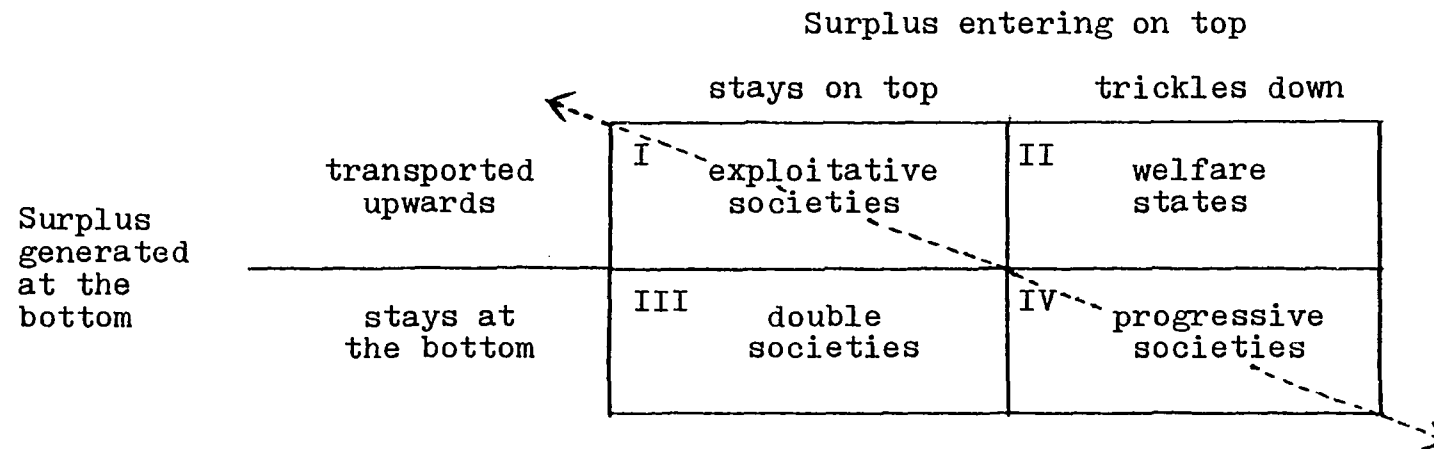 Surplus entering on top
stays on top trickles down
I II
transported exploitative welfare
upwards societies states
Surplus
generated
at the
bottom
III IV
stays at double progressive
the bottom societies societies